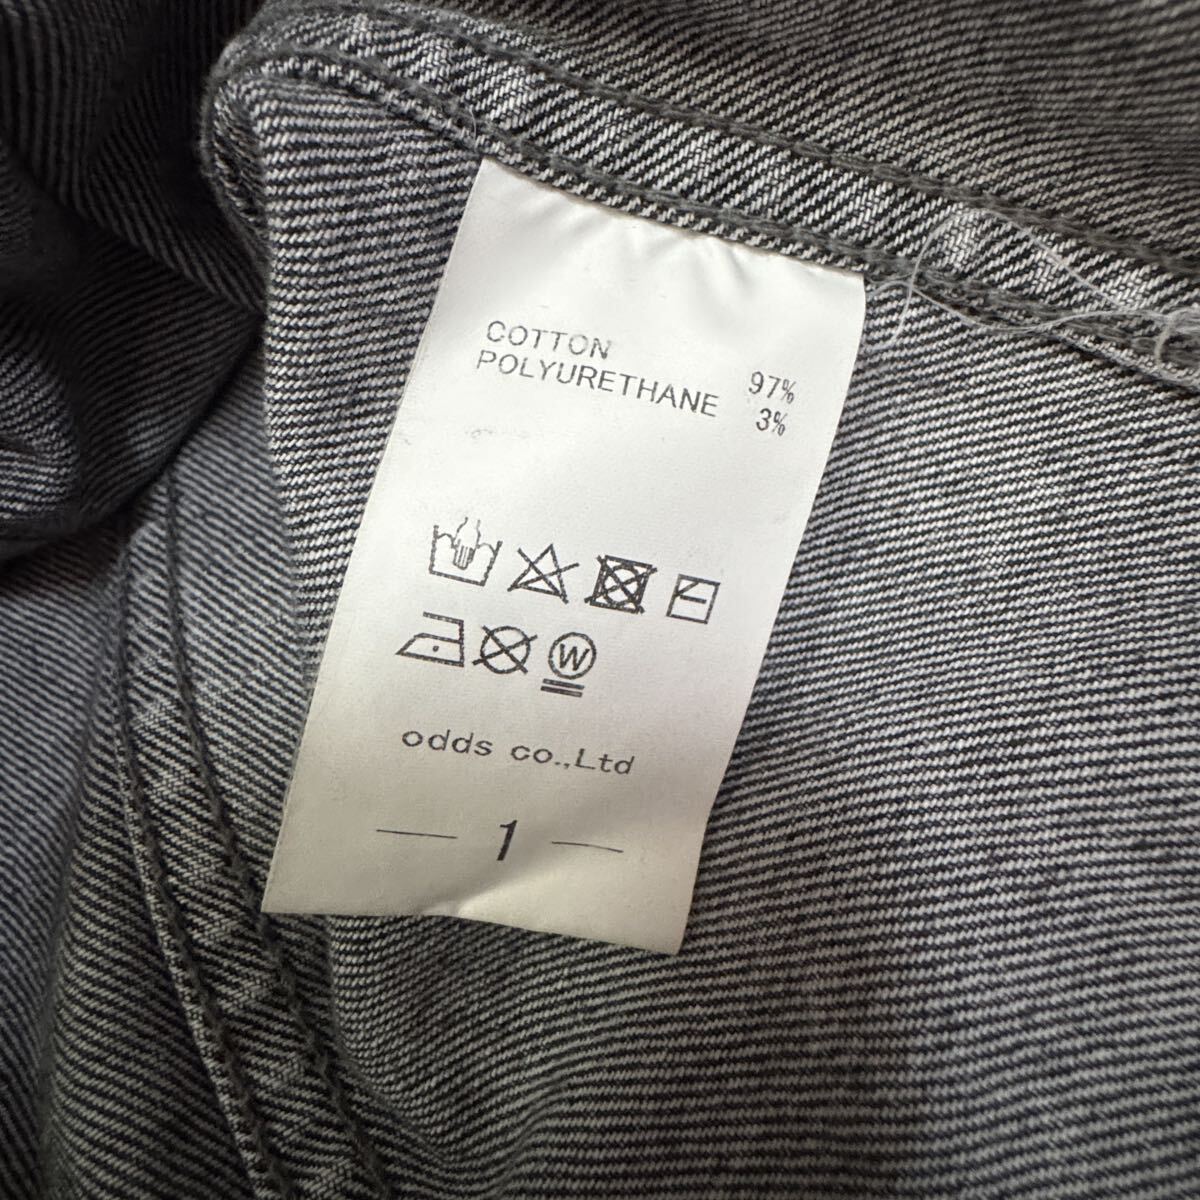 COTTON 97%
POLYURETHANE 3%
W
odds co.,Ltd
— 1 —